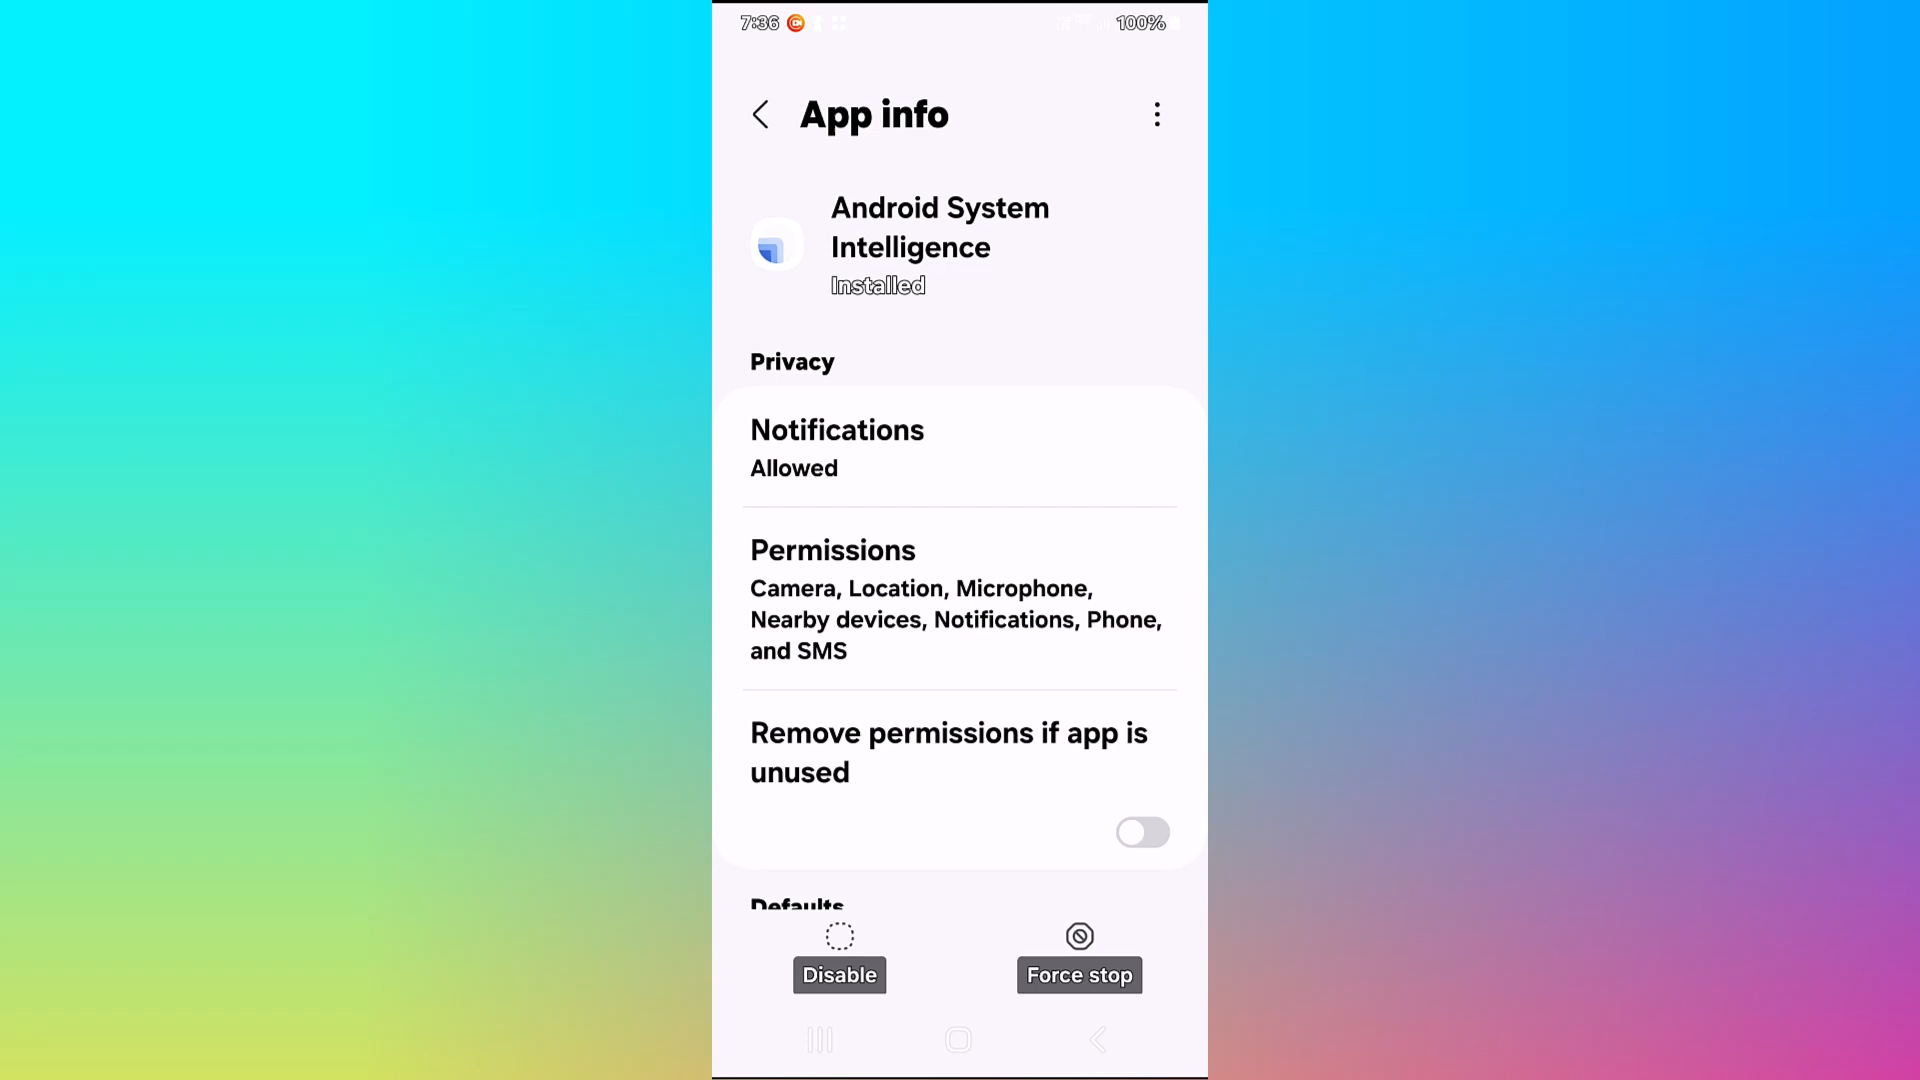 7:36
100%
App info
Android System
Intelligence
Installed
Privacy
Notifications
Allowed
Permissions
Camera, Location, Microphone,
Nearby devices, Notifications, Phone,
and SMS
Remove permissions if app is
unused
Defaults
Disable
Force stop